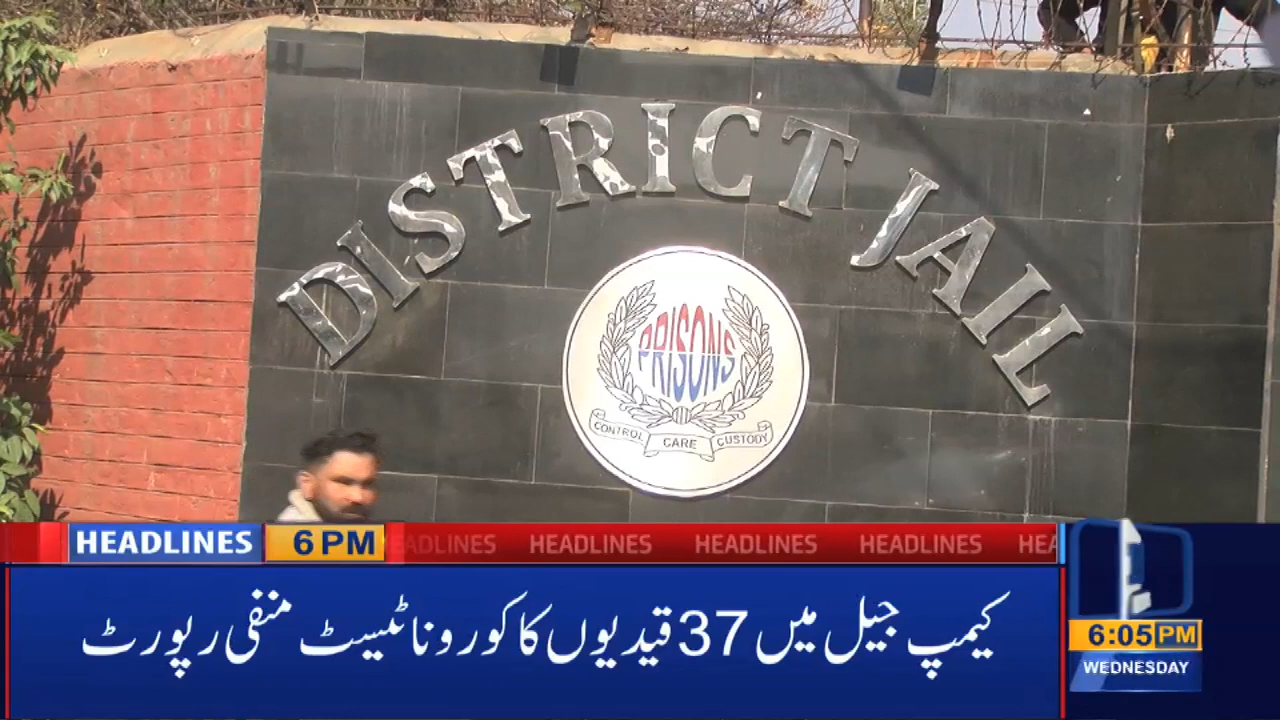 DISTRICT JAIL
PRISONS
CONTROL CARE CUSTODY
HEADLINES 6 PM HEADLINES HEADLINES HEADLINES HEA
کیمپ جیل میں 37 قیدیوں کا کورونا ٹیسٹ منفی رپورٹ
6:05 PM
WEDNESDAY